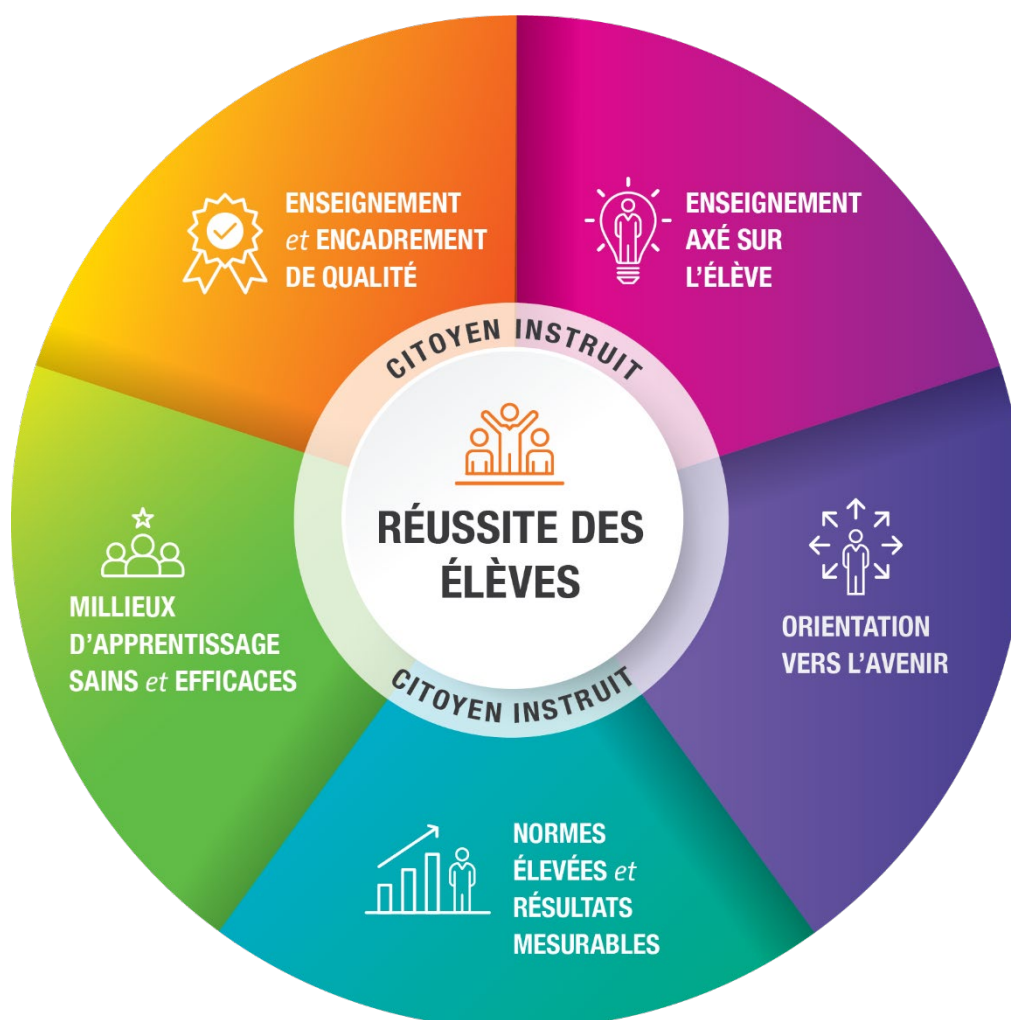 ENSEIGNEMENT
et ENCADREMENT
DE QUALITÉ
ENSEIGNEMENT
AXÉ SUR
L'ÉLÈVE
CITOYEN INSTRUIT
RÉUSSITE DES
ÉLÈVES
CITOYEN INSTRUIT
MILLIEUX
D'APPRENTISSAGE
SAINS et EFFICACES
ORIENTATION
VERS L'AVENIR
NORMES
ÉLEVÉES et
RÉSULTATS
MESURABLES